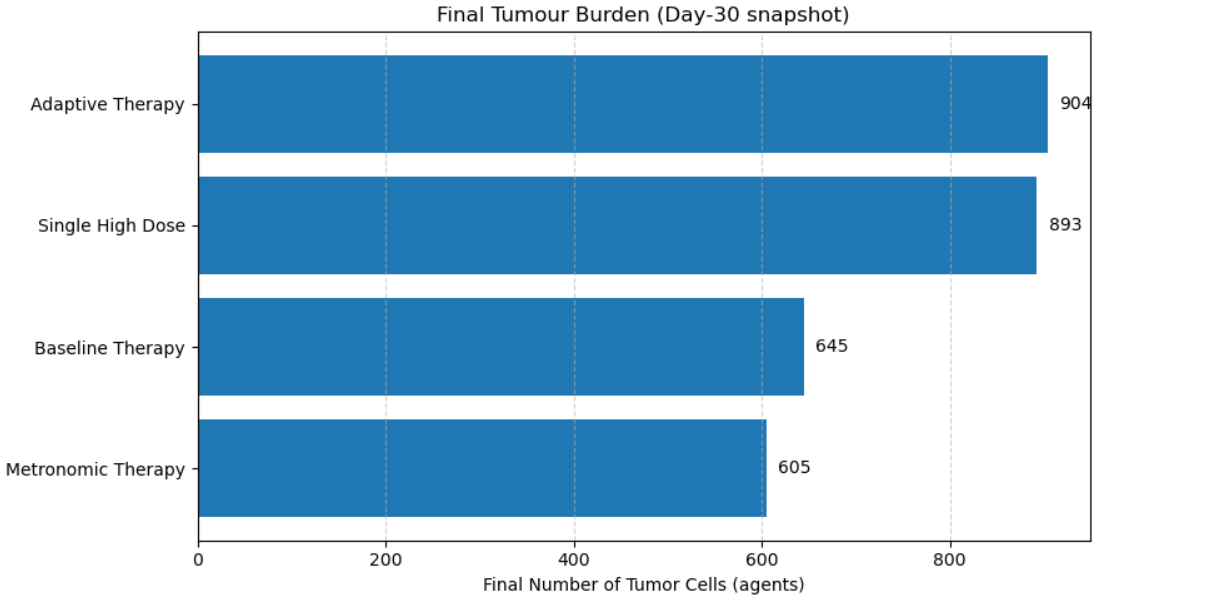 Final Tumour Burden (Day-30 snapshot)
Adaptive Therapy
904
Single High Dose
893
Baseline Therapy
645
Metronomic Therapy
605
0 200 400 600 800
Final Number of Tumor Cells (agents)